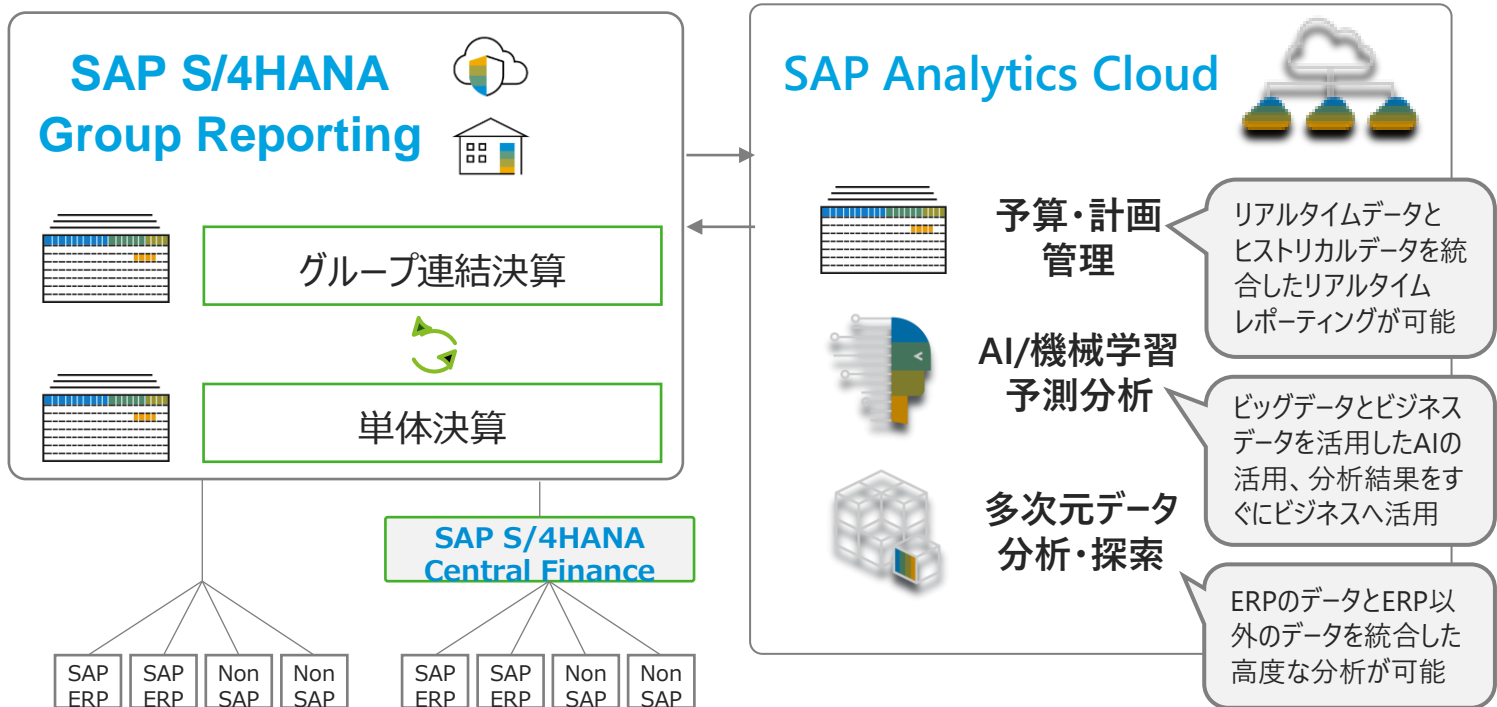 SAP S/4HANA
Group Reporting
グループ連結決算
単体決算
SAP S/4HANA
Central Finance
SAP
ERP
SAP
ERP
Non
SAP
Non
SAP
SAP
ERP
SAP
ERP
Non
SAP
Non
SAP
SAP Analytics Cloud
予算・計画
管理
リアルタイムデータと
ヒストリカルデータを統
合したリアルタイム
レポーティングが可能
AI/機械学習
予測分析
ビッグデータとビジネス
データを活用したAIの
活用、分析結果をす
ぐにビジネスへ活用
多次元データ
分析・探索
ERPのデータとERP以
外のデータを統合した
高度な分析が可能